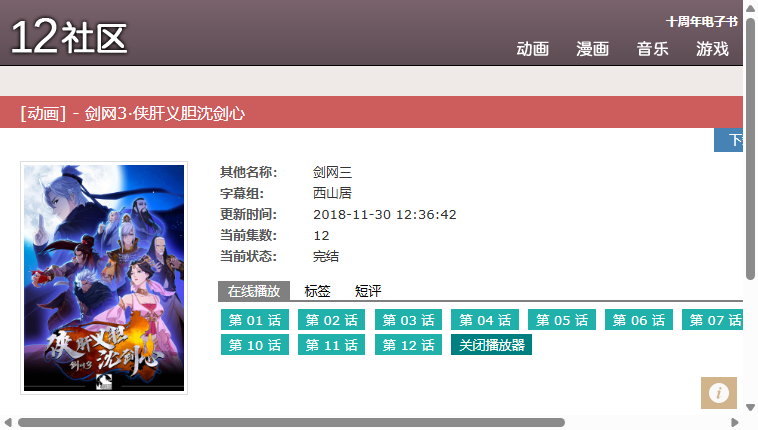 12社区
十周年电子书
动画 漫画 音乐 游戏
[动画] - 剑网3·侠肝义胆沈剑心
下
其他名称: 剑网三
字幕组: 西山居
更新时间: 2018-11-30 12:36:42
当前集数: 12
当前状态: 完结
在线播放 标签 短评
第 01 话 第 02 话 第 03 话 第 04 话 第 05 话 第 06 话 第 07 话
第 10 话 第 11 话 第 12 话 关闭播放器
侠肝义胆
剑网3
沈剑心
i